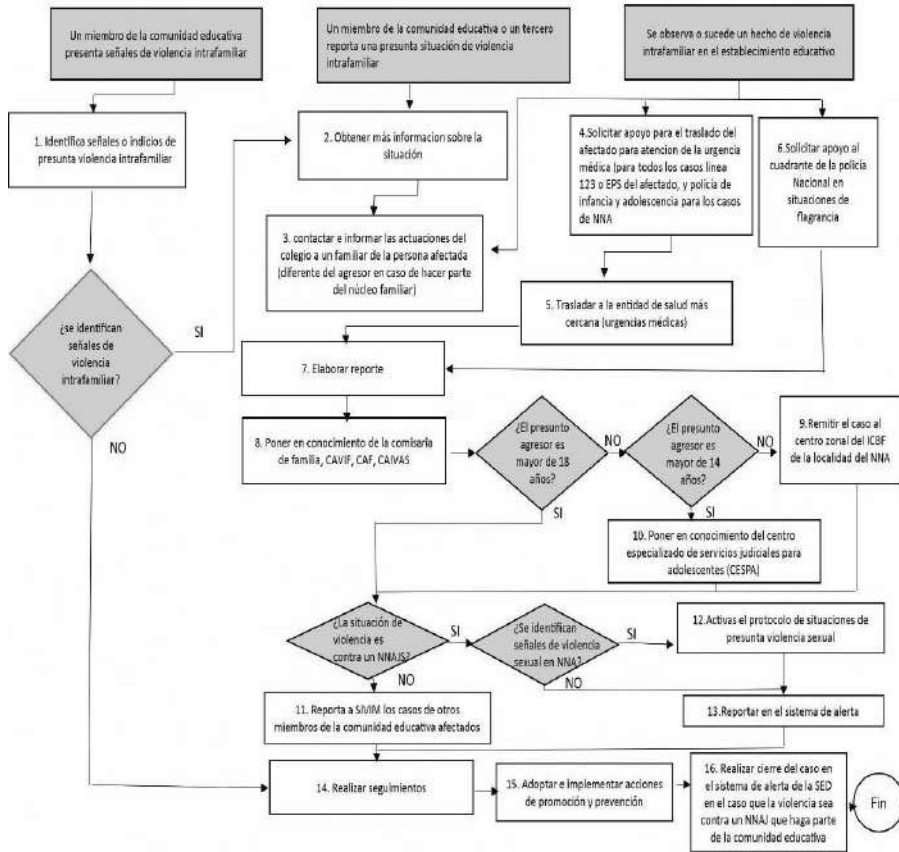 Un miembro de la comunidad educativa
presenta señales de violencia intrafamiliar
Un miembro de la comunidad educativa o un tercero
reporta una presunta situación de violencia
intrafamiliar
Se observa o sucede un hecho de violencia
intrafamiliar en el establecimiento educativo
1. Identifica señales o indicios de
presunta violencia intrafamiliar
2. Obtener más informacion sobre la
situación
4.Solicitar apoyo para el traslado del
afectado para atencion de la urgencia
médica (para todos los casos linea
123 o EPS del afectado, y policia de
infancia y adolescencia para los casos
de NNA
6.Solicitar apoyo al
cuadrante de la policía
Nacional en
situaciones de
flagrancia
3. contactar e informar las actuaciones del
colegio a un familiar de la persona afectada
(diferente del agresor en caso de hacer parte
del núcleo familiar)
5. Trasladar a la entidad de salud más
cercana (urgencias médicas)
¿se identifican
señales de
violencia
intrafamiliar?
SI
NO
7. Elaborar reporte
8. Poner en conocimiento de la comisaria
de familia, CAVIF, CAF, CAIVAS
¿El presunto
agresor es
mayor de 18
años?
NO
SI
¿El presunto
agresor es
mayor de 14
años?
NO
SI
9. Remitir el caso al
centro zonal del ICBF
de la localidad del NNA
10. Poner en conocimiento del centro
especializado de servicios judiciales para
adolescentes (CESPA)
¿La situación de
violencia es
contra un NNAJS?
SI
NO
¿Se identifican
señales de violencia
sexual en NNA?
SI
NO
12.Activas el protocolo de situaciones de
presunta violencia sexual
11. Reporta a SIVIM los casos de otros
miembros de la comunidad educativa afectados
13.Reportar en el sistema de alerta
14. Realizar seguimientos
15. Adoptar e implementar acciones
de promoción y prevención
16. Realizar cierre del caso en
el sistema de alerta de la SED
en el caso que la violencia sea
contra un NNAJ que haga parte
de la comunidad educativa
Fin